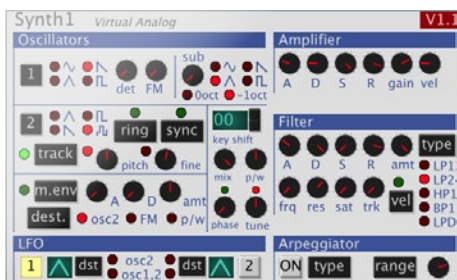 Synth1 Virtual Analog V1.1
Oscillators
1 det FM sub 0oct -1oct
2 ring sync 00 key shift
track pitch fine mix p/w
m.env A D amt
dest. osc2 FM p/w phase tune
Amplifier
A D S R gain vel
Filter
A D S R amt type
frq res sat trk vel
LP12
LP24
HP1
BP1
LPD
LFO
1 dst osc2 osc1,2 dst 2
Arpeggiator
ON type range